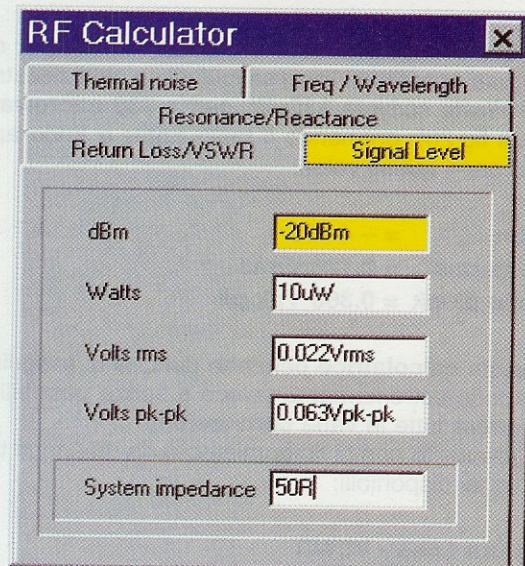 RF Calculator
Thermal noise
Freq / Wavelength
Resonance/Reactance
Return Loss/VSWR
Signal Level
dBm
-20dBm
Watts
10uW
Volts rms
0.022Vrms
Volts pk-pk
0.063Vpk-pk
System impedance
50R